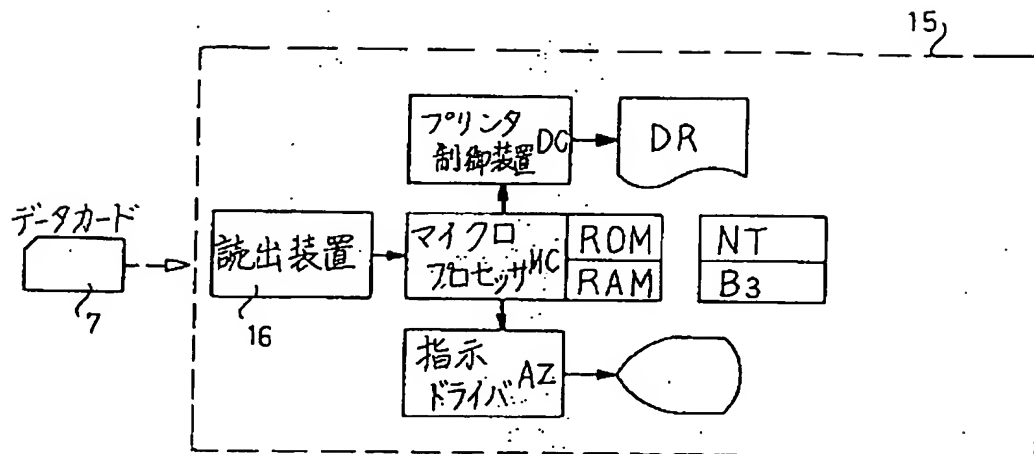 15
プリンタ
制御装置 DC
DR
データカード
7
読出装置
16
マイクロ
プロセッサ MC
ROM
RAM
NT
B3
指示
ドライバ AZ